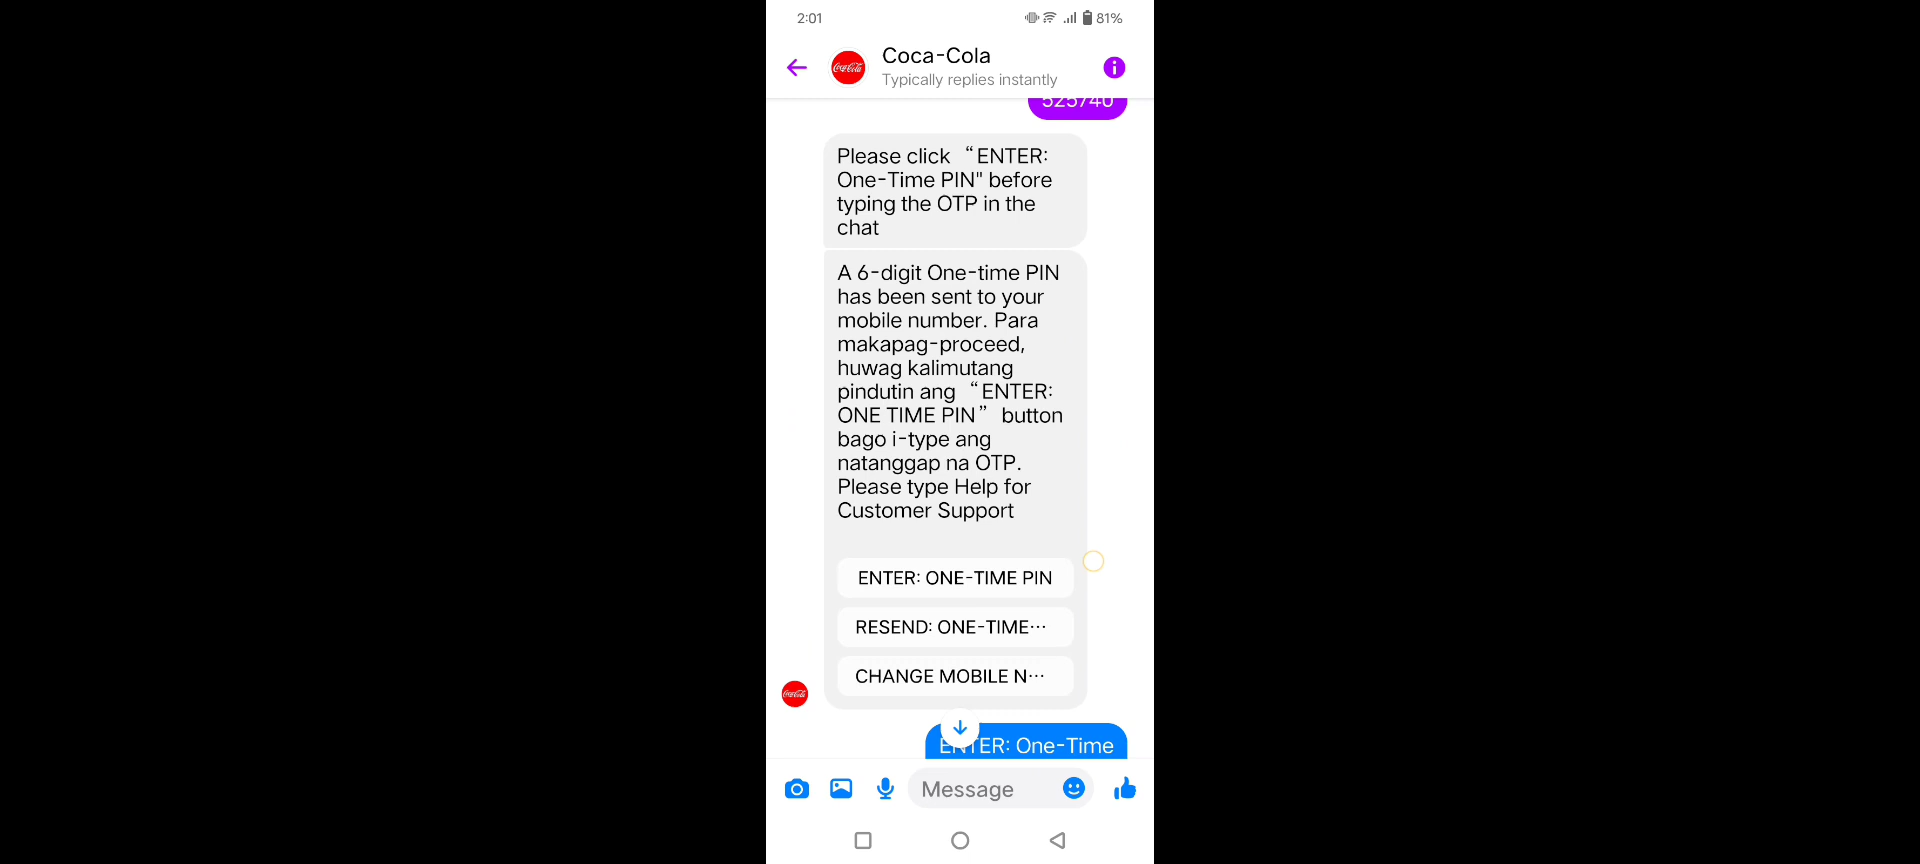 2:01
81%
Coca-Cola
Typically replies instantly
525740
Please click “ENTER:
One-Time PIN" before
typing the OTP in the
chat
A 6-digit One-time PIN
has been sent to your
mobile number. Para
makapag-proceed,
huwag kalimutang
pindutin ang “ENTER:
ONE TIME PIN” button
bago i-type ang
natanggap na OTP.
Please type Help for
Customer Support
ENTER: ONE-TIME PIN
RESEND: ONE-TIME...
CHANGE MOBILE N...
ENTER: One-Time
Message